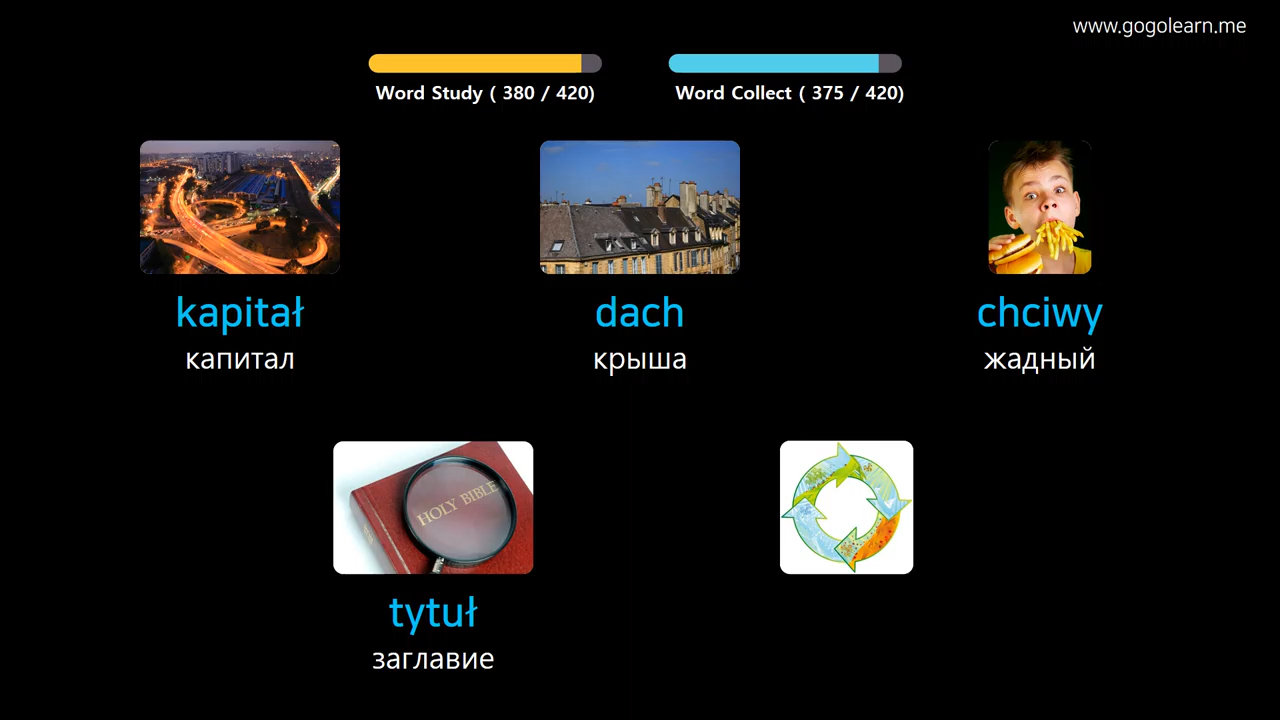 www.gogolearn.me
Word Study ( 380 / 420)
Word Collect ( 375 / 420)
kapitał
капитал
dach
крыша
chciwy
жадный
HOLY BIBLE
tytuł
заглавие